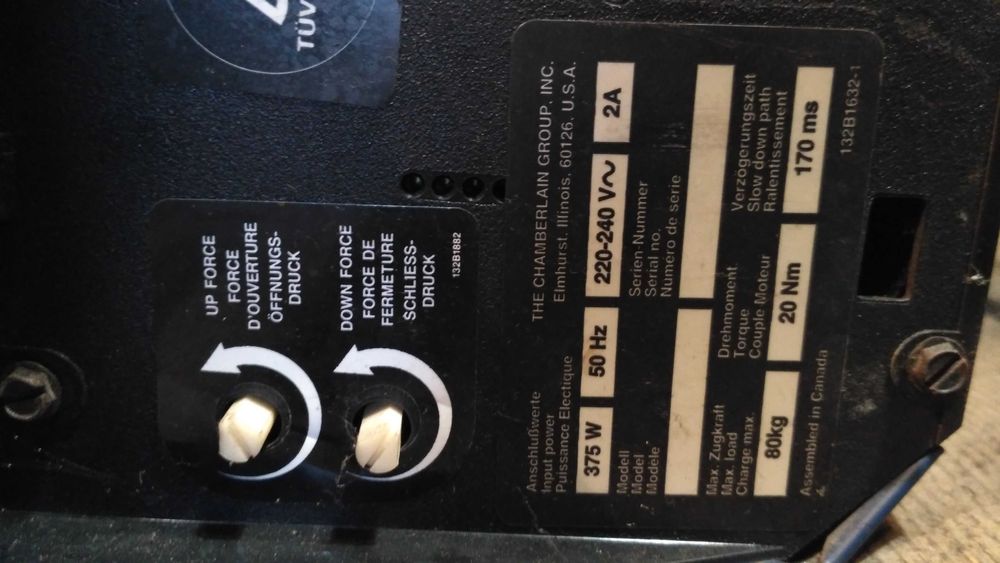 TÜV
UP FORCE
FORCE
D'OUVERTURE
ÖFFNUNGS-
DRUCK
DOWN FORCE
FORCE DE
FERMETURE
SCHLIESS-
DRUCK
132B1882
THE CHAMBERLAIN GROUP, INC.
Elmhurst, Illinois, 60126, U.S.A.
Anschlußwerte
Input power
Puissance Electique
375 W
50 Hz
220-240 V~
2A
Modell
Model
Modèle
Serien-Nummer
Serial no.
Numéro de série
Max. Zugkraft
Max. load
Charge max.
80kg
Drehmoment
Torque
Couple Moteur
20 Nm
Verzögerungszeit
Slow down path
Ralentissement
170 ms
Assembled in Canada
132B1632-1